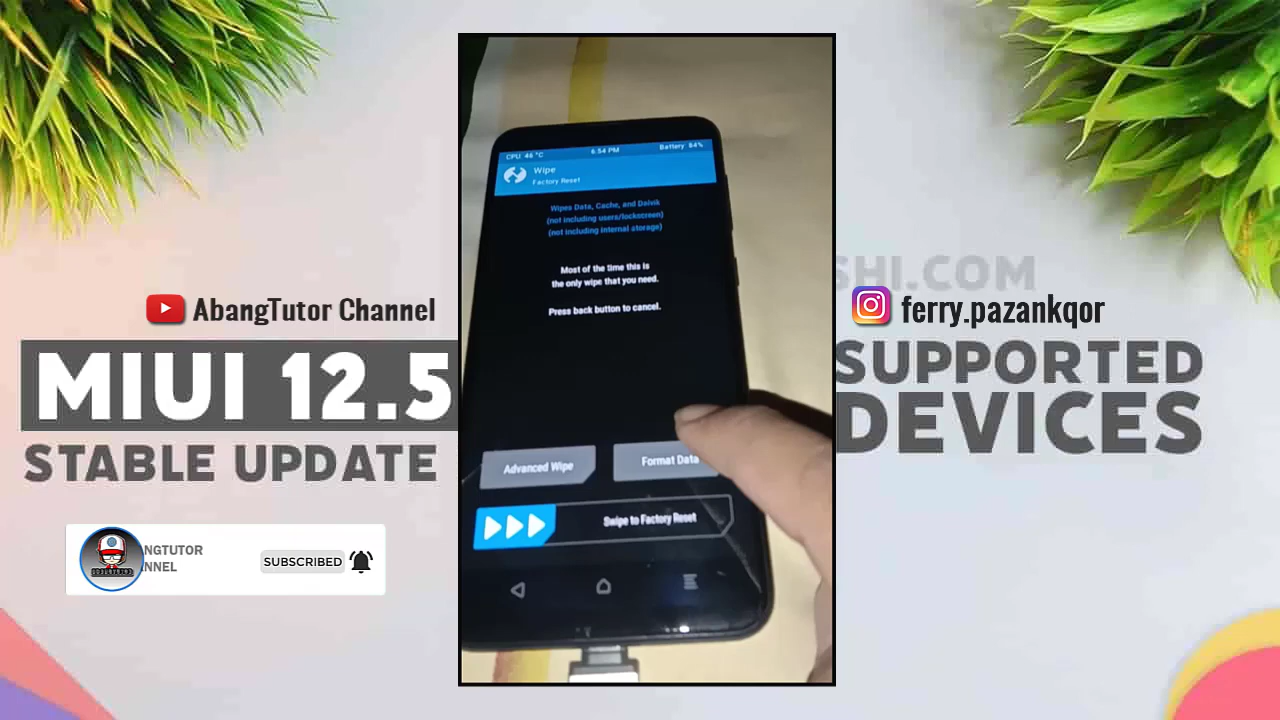 CPU: 46 °C
6:54 PM
Battery: 84%
Wipe
Factory Reset
Wipes Data, Cache, and Dalvik
(not including users/lockscreen)
(not including internal storage)
Most of the time this is
the only wipe that you need.
Press back button to cancel.
Advanced Wipe
Format Data
Swipe to Factory Reset
AbangTutor Channel
MIUI 12.5
STABLE UPDATE
NGTUTOR
NNEL
SUBSCRIBED
SHI.COM
ferry.pazankqor
SUPPORTED
DEVICES